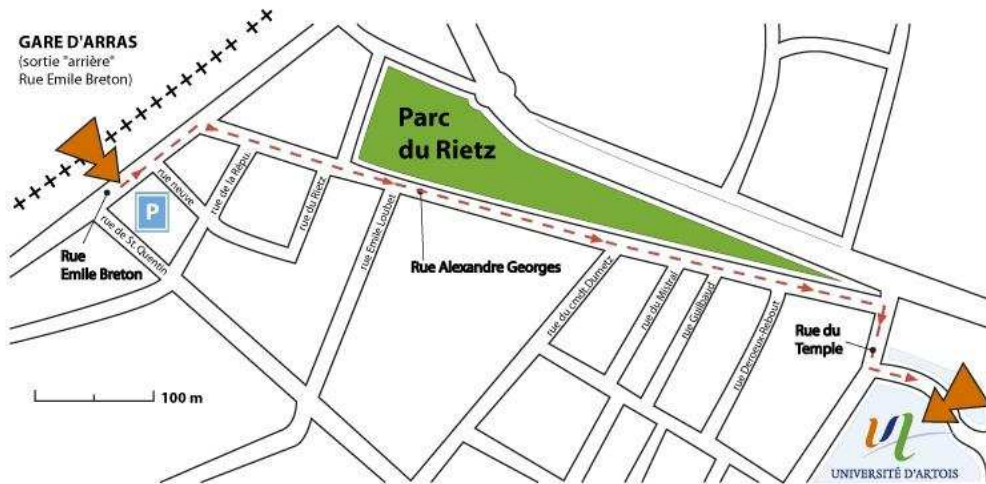 GARE D'ARRAS
(sortie "arrière"
Rue Emile Breton)
Parc
du Rietz
P
rue neuve
rue de la Répu.
rue du Rietz
rue de St. Quentin
rue Emile Loubet
Rue
Emile Breton
Rue Alexandre Georges
rue du cmdt Dumetz
rue du Mistral
rue Guilbaud
rue Deroeux-Rebout
Rue du
Temple
100 m
UNIVERSITÉ D'ARTOIS